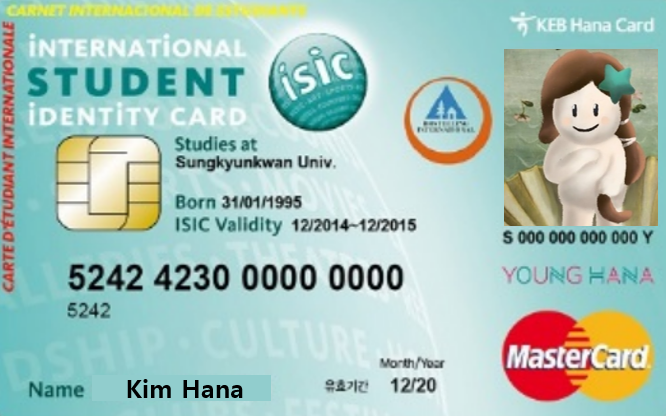 CARNET INTERNACIONAL DE ESTUDIANTE
CARTE D'ÉTUDIANT INTERNATIONALE
iNTERNATIONAL
STUDENT
iDENTiTY CARD
isic
KEB Hana Card
HOSTELLING
INTERNATIONAL
Studies at
Sungkyunkwan Univ.
Born 31/01/1995
ISIC Validity 12/2014~12/2015
S 000 000 000 000 Y
5242 4230 0000 0000
5242
YOUNG HANA
MasterCard
Month/Year
유효기간 12/20
Name Kim Hana